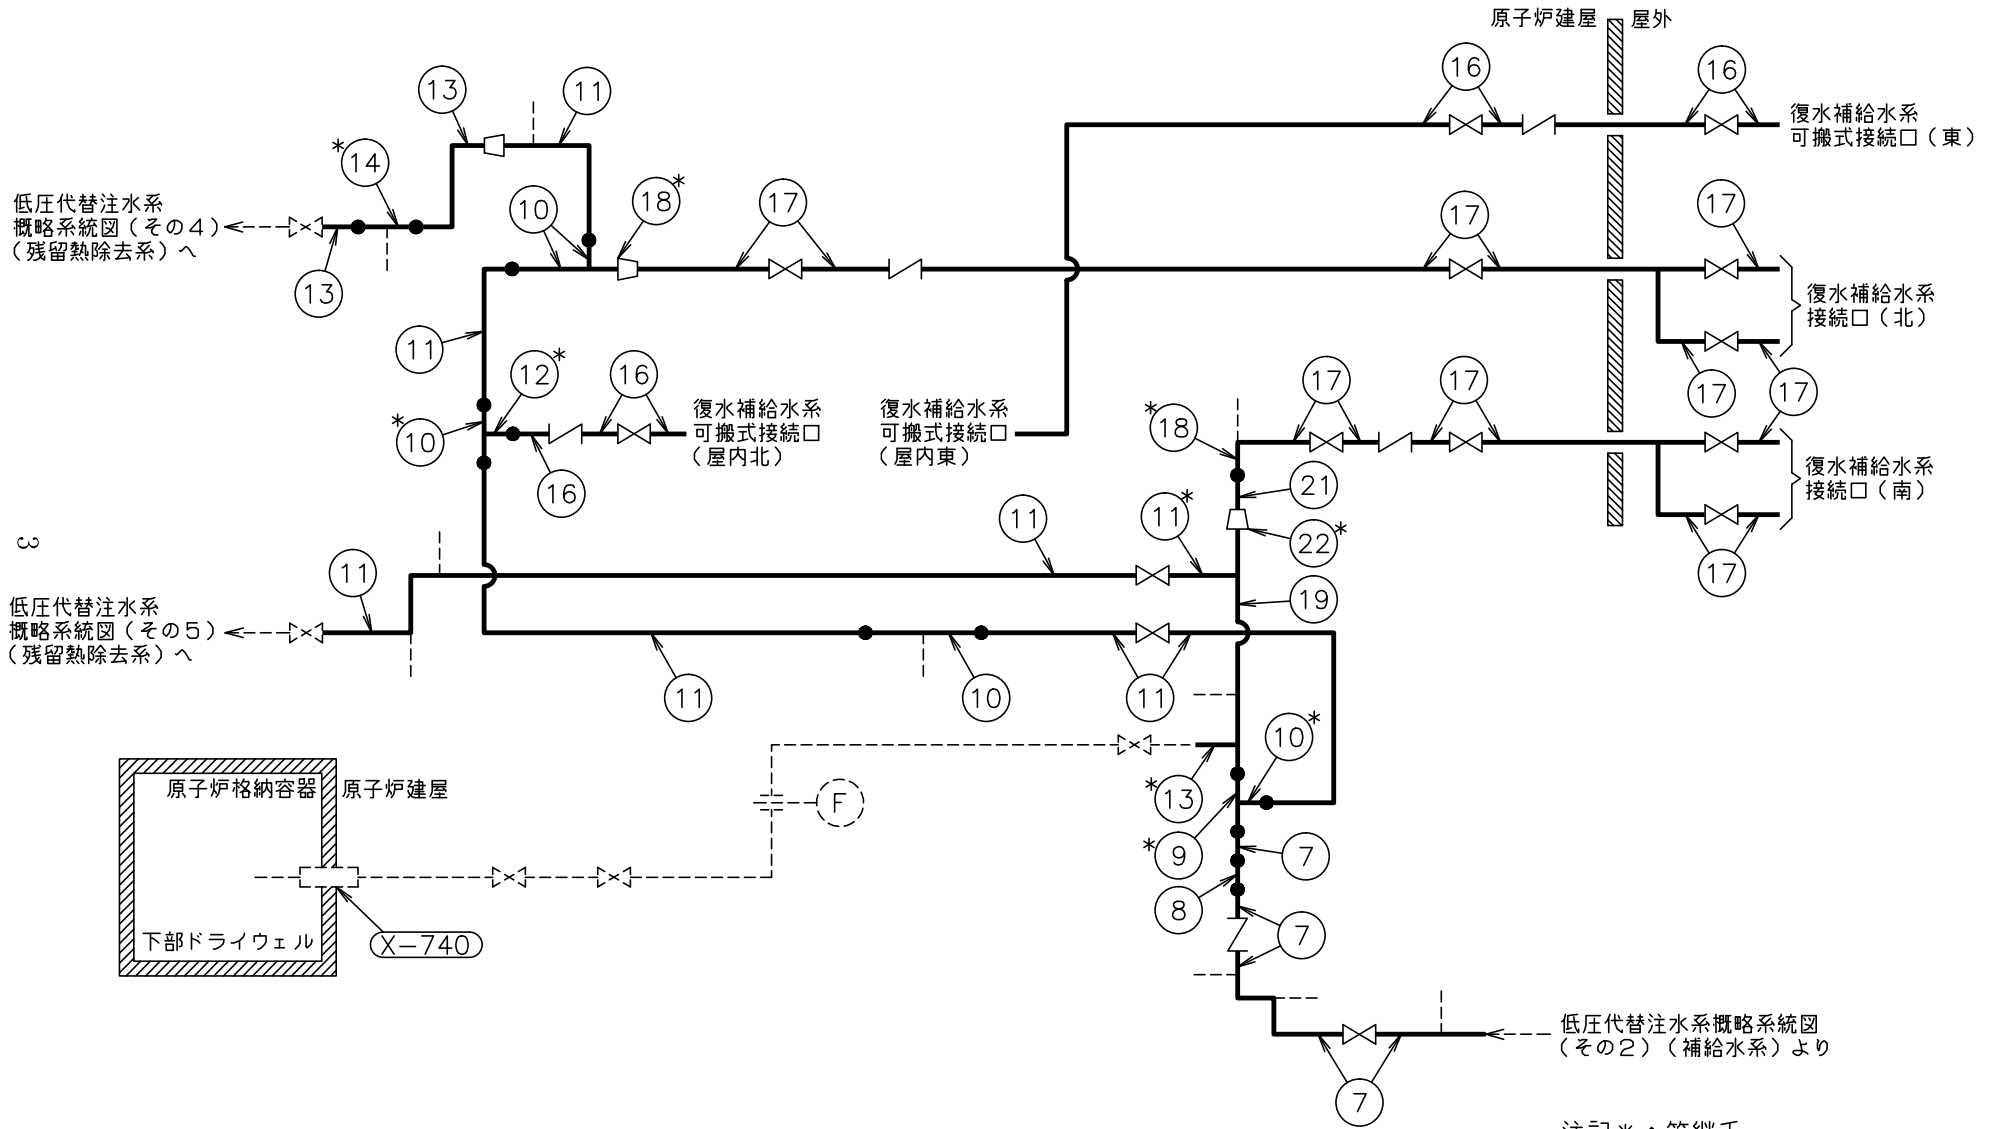 原子炉建屋 屋外
16
16
復水補給水系
可搬式接続口（東）
13
11
*
14
低圧代替注水系
概略系統図（その4）
（残留熱除去系）へ
13
10
18*
17
17
17
復水補給水系
接続口（北）
17
17
11
*
10
12*
16
16
復水補給水系
可搬式接続口
（屋内北）
復水補給水系
可搬式接続口
（屋内東）
*
18
17
17
復水補給水系
接続口（南）
17
21
22*
19
11
11*
3
11
低圧代替注水系
概略系統図（その5）
（残留熱除去系）へ
11
10
11
10*
*
13
*
9
7
8
7
F
原子炉格納容器
原子炉建屋
下部ドライウェル
X-740
低圧代替注水系概略系統図
（その2）（補給水系）より
7